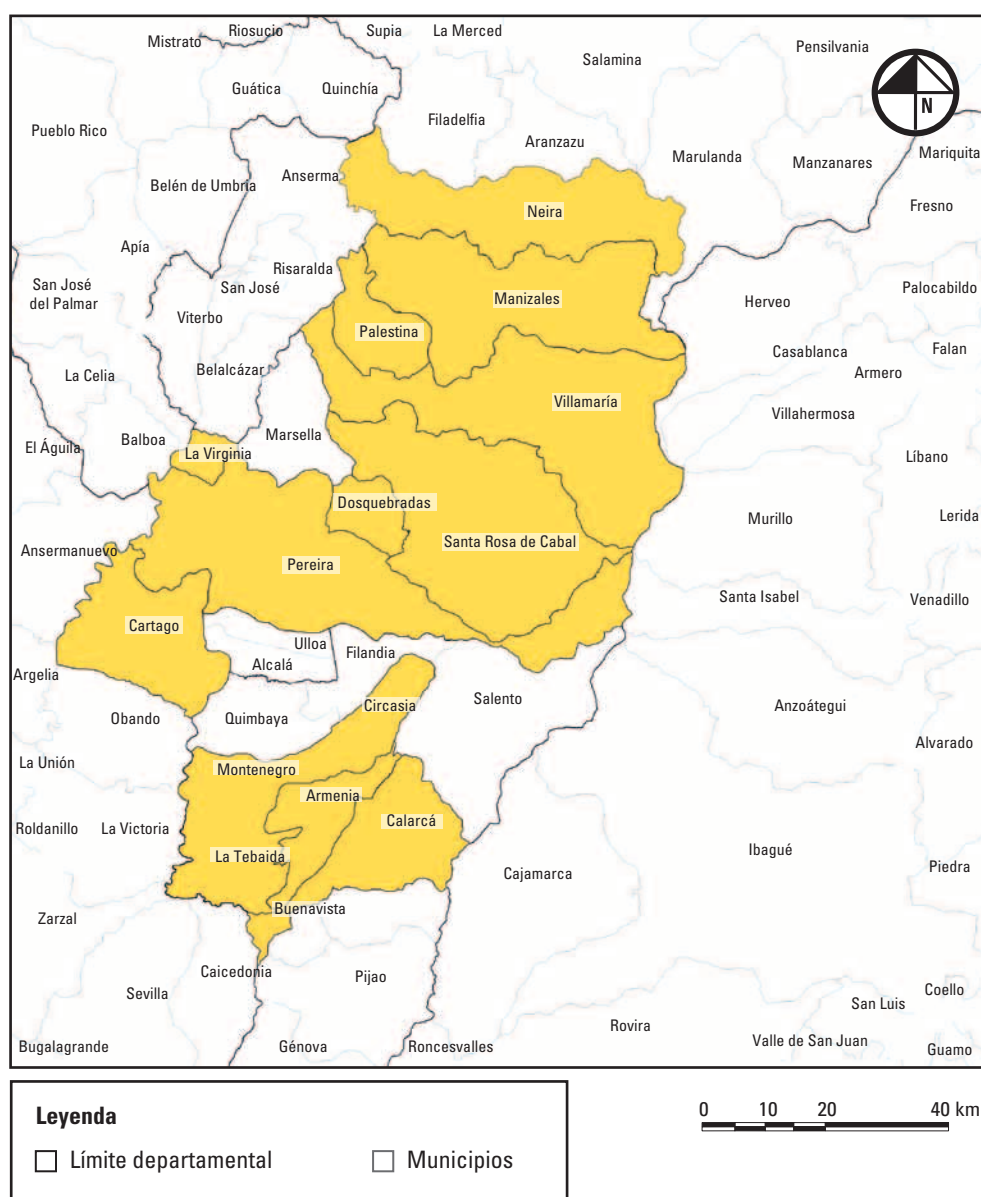 Riosucio
Supia
La Merced
Mistrato
Pensilvania
Salamina
Guática
Quinchía
N
Filadelfia
Pueblo Rico
Aranzazu
Marulanda
Manzanares
Mariquita
Anserma
Belén de Umbria
Fresno
Neira
Apía
Risaralda
San José
del Palmar
San José
Palocabildo
Manizales
Herveo
Viterbo
Palestina
Casablanca
Falan
La Celia
Belalcázar
Armero
Villamaría
Villahermosa
Balboa
Marsella
El Águila
La Virginia
Líbano
Dosquebradas
Murillo
Lerida
Ansermanuevo
Santa Rosa de Cabal
Pereira
Santa Isabel
Venadillo
Cartago
Ulloa
Filandia
Argelia
Alcalá
Salento
Circasia
Anzoátegui
Obando
Quimbaya
Alvarado
La Unión
Montenegro
Armenia
Calarcá
Roldanillo
La Victoria
La Tebaida
Ibagué
Cajamarca
Piedra
Buenavista
Zarzal
Caicedonia
Pijao
Sevilla
Coello
San Luis
Rovira
Valle de San Juan
Bugalagrande
Génova
Roncesvalles
Guamo
Leyenda
Límite departamental
Municipios
0 10 20 40 km